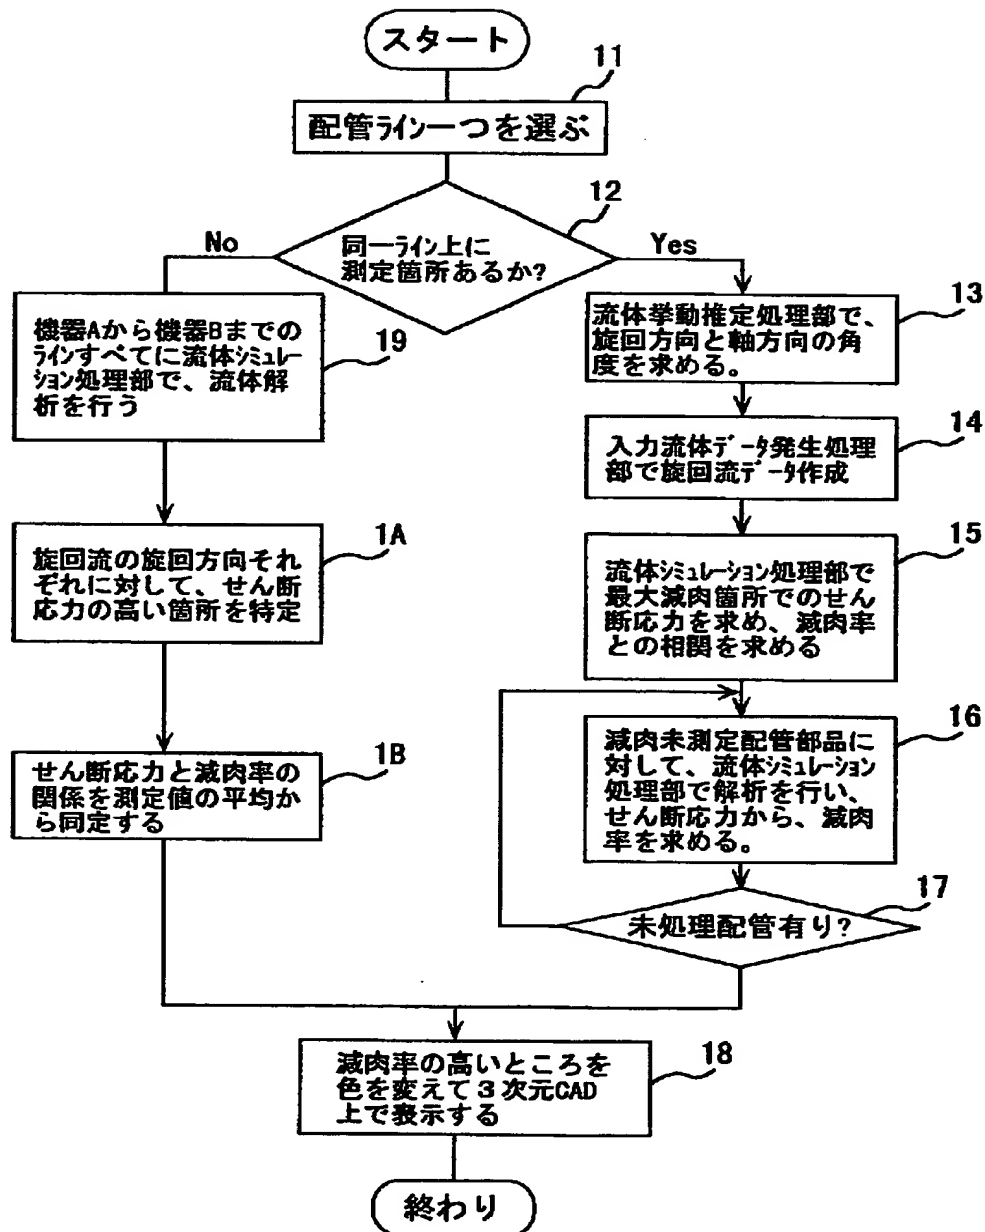 スタート
11
配管ライン一つを選ぶ
12
同一ライン上に
測定箇所あるか?
No
Yes
機器Aから機器Bまでの
ラインすべてに流体シミュレー
ション処理部で、流体解
析を行う
19
13
流体挙動推定処理部で、
旋回方向と軸方向の角
度を求める。
14
入力流体データ発生処理
部で旋回流データ作成
1A
旋回流の旋回方向それ
ぞれに対して、せん断
応力の高い箇所を特定
15
流体シミュレーション処理部で
最大減肉箇所でのせん
断応力を求め、減肉率
との相関を求める
1B
せん断応力と減肉率の
関係を測定値の平均か
ら同定する
16
減肉未測定配管部品に
対して、流体シミュレーション
処理部で解析を行い、
せん断応力から、減肉
率を求める。
17
未処理配管有り?
18
減肉率の高いところを
色を変えて3次元CAD
上で表示する
終わり